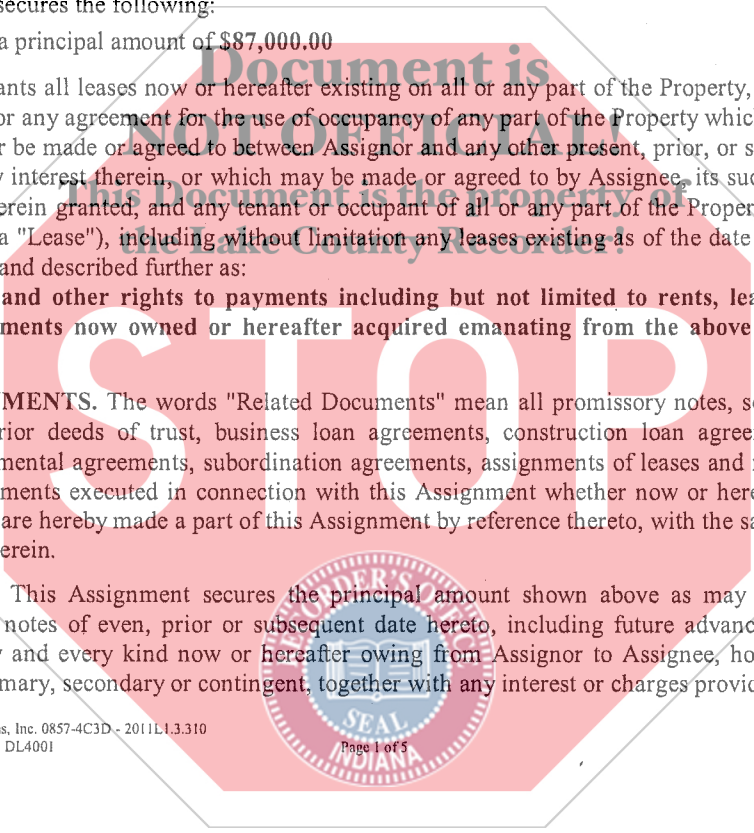 secures the following:
a principal amount of $87,000.00
Document is
ants all leases now or hereafter existing on all or any part of the Property,
or any agreement for the use of occupancy of any part of the Property which
NOT OFFICIAL!
r be made or agreed to between Assignor and any other present, prior, or s
y interest therein, or which may be made or agreed to by Assignee, its suc
This Document is the property of
erein granted, and any tenant or occupant of all or any part of the Proper
a "Lease"), including without limitation any leases existing as of the date
the Lake County Recorder!
and described further as:
and other rights to payments including but not limited to rents, lea
ments now owned or hereafter acquired emanating from the above
STOP
MENTS. The words "Related Documents" mean all promissory notes, s
rior deeds of trust, business loan agreements, construction loan agree
mental agreements, subordination agreements, assignments of leases and
ments executed in connection with this Assignment whether now or here
are hereby made a part of this Assignment by reference thereto, with the sa
erein.
This Assignment secures the principal amount shown above as may
notes of even, prior or subsequent date hereto, including future advanc
y and every kind now or hereafter owing from Assignor to Assignee, ho
mary, secondary or contingent, together with any interest or charges provid
RECORDER'S OFFICE
SEAL
INDIANA
s, Inc. 0857-4C3D - 2011L1.3.310
DL4001
Page 1 of 5